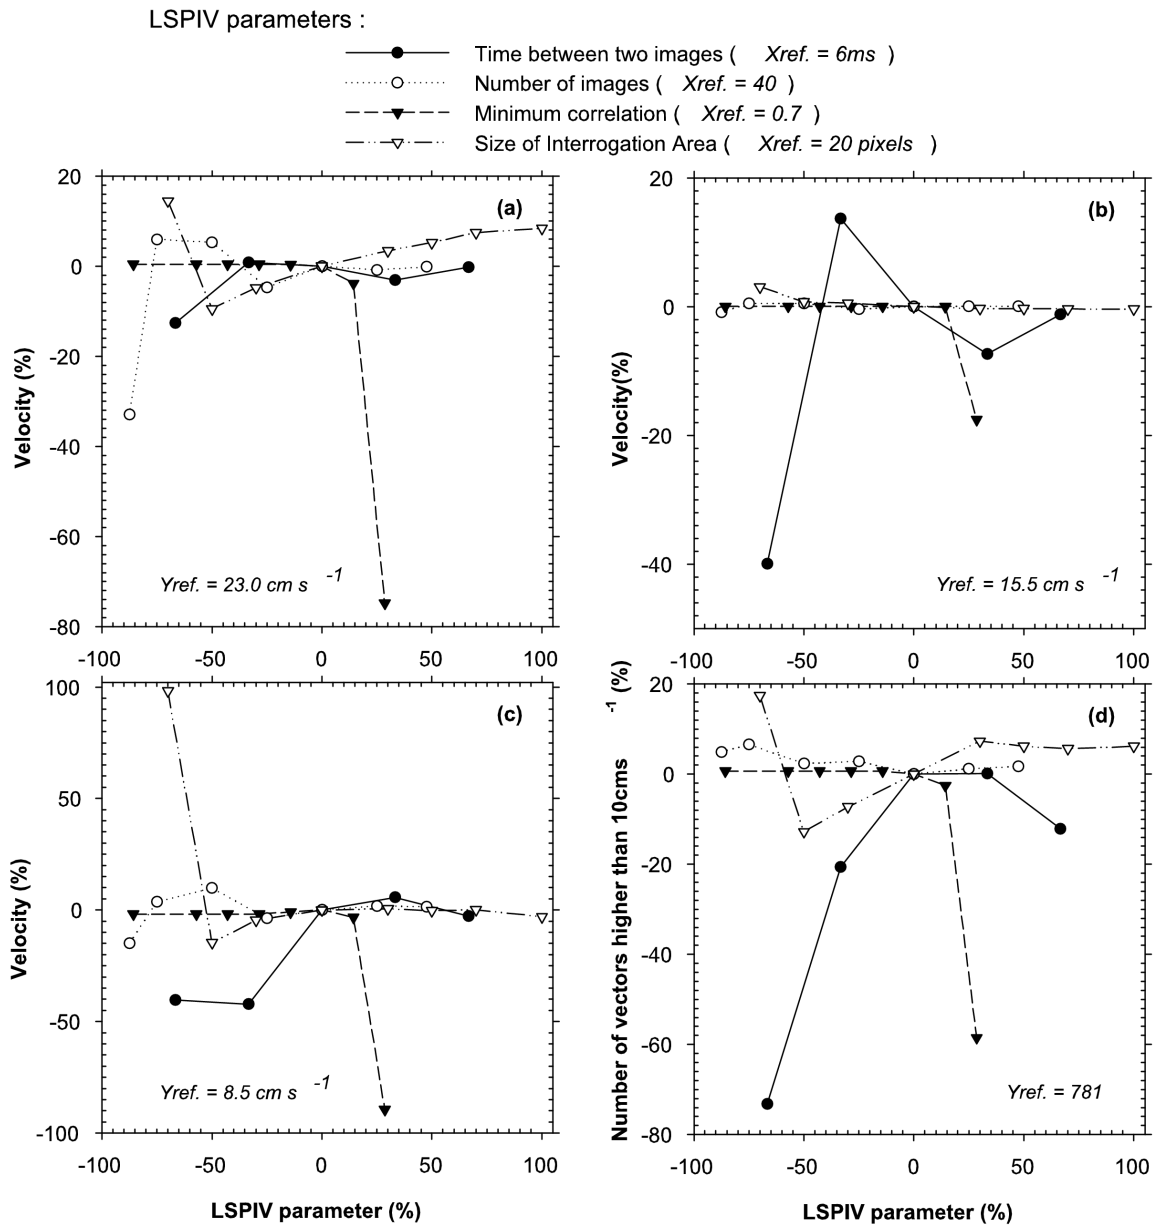 LSPIV parameters :
Time between two images ( Xref. = 6ms )
Number of images ( Xref. = 40 )
Minimum correlation ( Xref. = 0.7 )
Size of Interrogation Area ( Xref. = 20 pixels )
(a)
Velocity (%)
20
0
-20
-40
-60
-80
Yref. = 23.0 cm s -1
-100 -50 0 50 100
(b)
Velocity(%)
20
0
-20
-40
Yref. = 15.5 cm s -1
-100 -50 0 50 100
(c)
Velocity (%)
100
50
0
-50
-100
Yref. = 8.5 cm s -1
-100 -50 0 50 100
LSPIV parameter (%)
(d)
Number of vectors higher than 10cms -1 (%)
20
0
-20
-40
-60
-80
Yref. = 781
-100 -50 0 50 100
LSPIV parameter (%)